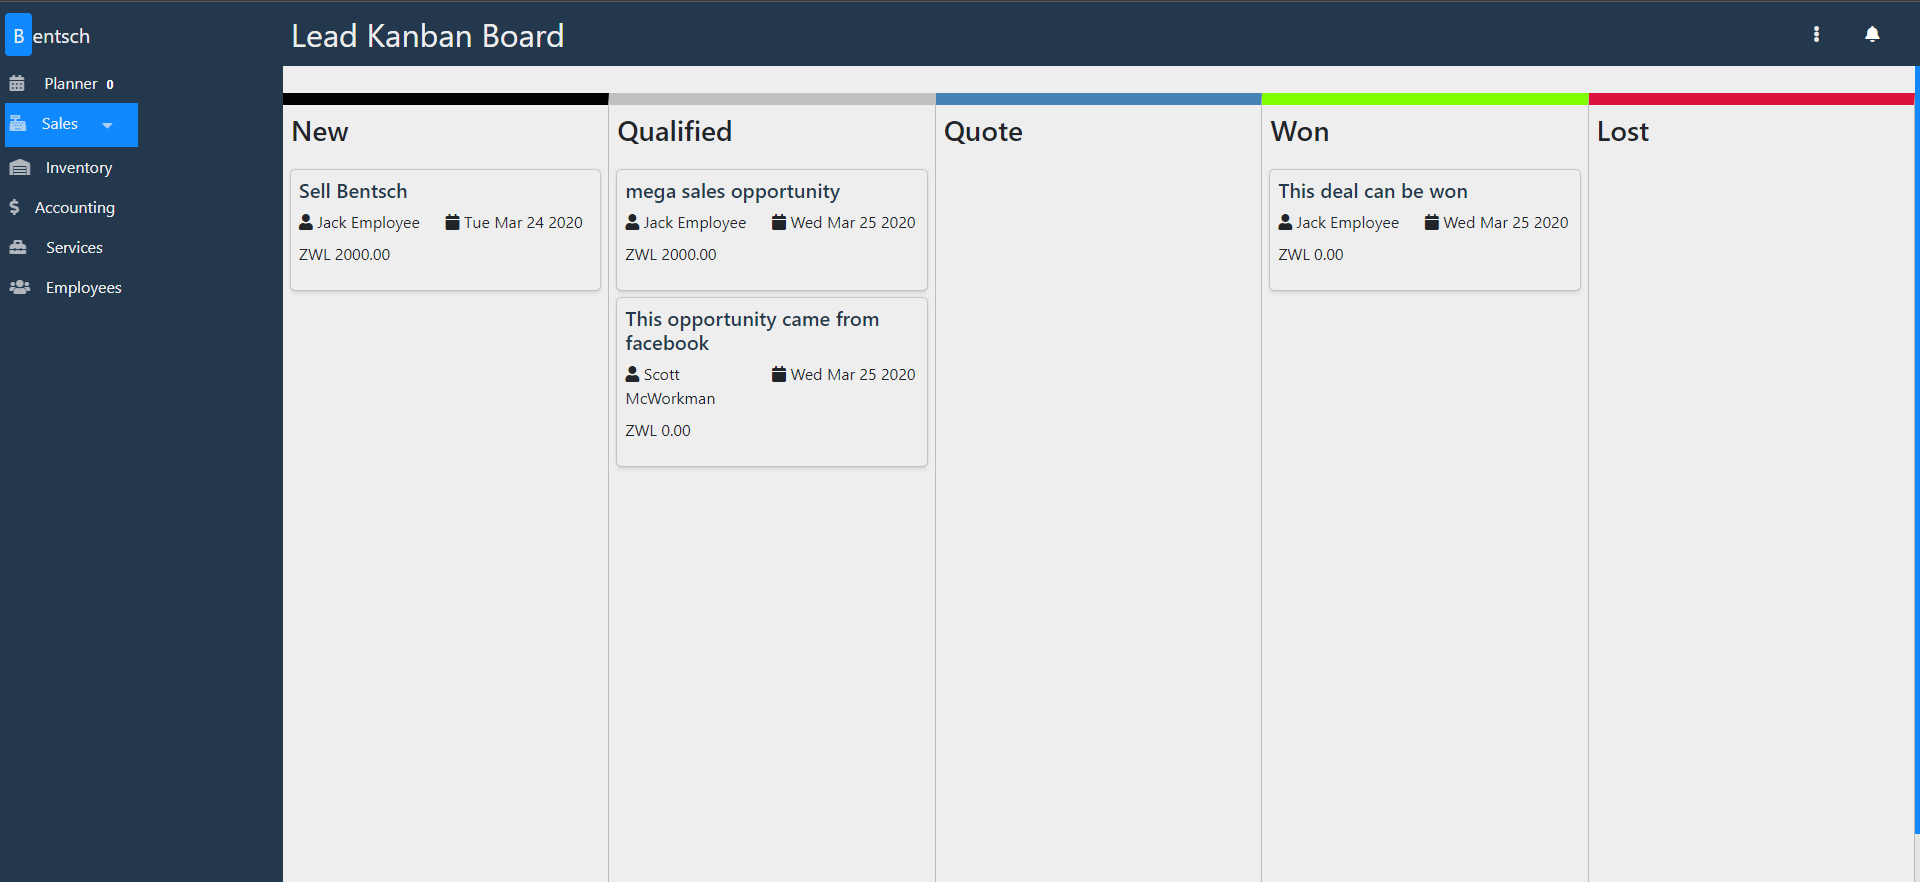 Bentsch
Planner 0
Sales
Inventory
Accounting
Services
Employees
Lead Kanban Board
New
Sell Bentsch
Jack Employee Tue Mar 24 2020
ZWL 2000.00
Qualified
mega sales opportunity
Jack Employee Wed Mar 25 2020
ZWL 2000.00
This opportunity came from
facebook
Scott Wed Mar 25 2020
McWorkman
ZWL 0.00
Quote
Won
This deal can be won
Jack Employee Wed Mar 25 2020
ZWL 0.00
Lost